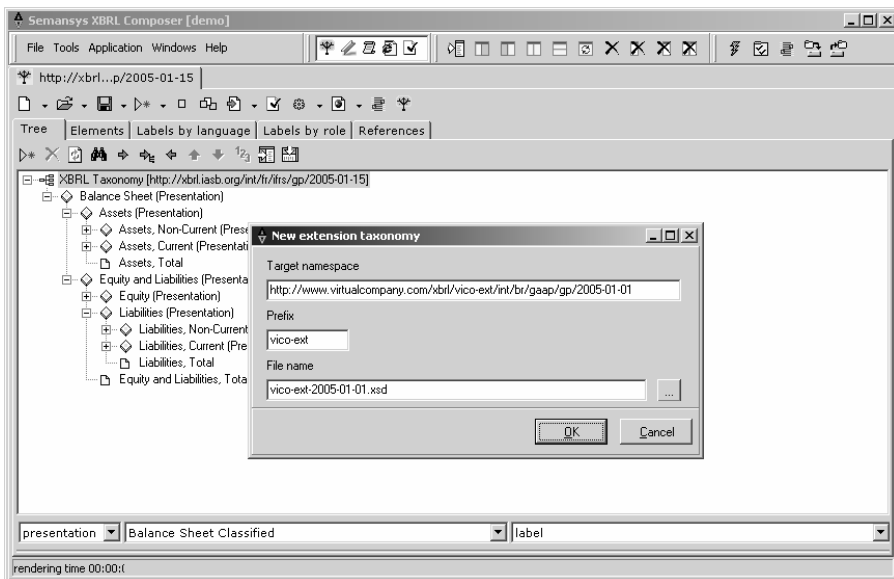 Semansys XBRL Composer [demo]
File Tools Application Windows Help
http://xbrl...p/2005-01-15
Tree Elements Labels by language Labels by role References
XBRL Taxonomy [http://xbrl.iasb.org/int/fr/ifrs/gp/2005-01-15]
Balance Sheet (Presentation)
Assets (Presentation)
Assets, Non-Current (Prese
Assets, Current (Presentati
Assets, Total
Equity and Liabilities (Presenta
Equity (Presentation)
Liabilities (Presentation)
Liabilities, Non-Current
Liabilities, Current (Pre
Liabilities, Total
Equity and Liabilities, Tota
New extension taxonomy
Target namespace
http://www.virtualcompany.com/xbrl/vico-ext/int/br/gaap/gp/2005-01-01
Prefix
vico-ext
File name
vico-ext-2005-01-01.xsd
...
OK Cancel
presentation Balance Sheet Classified label
rendering time 00:00:(